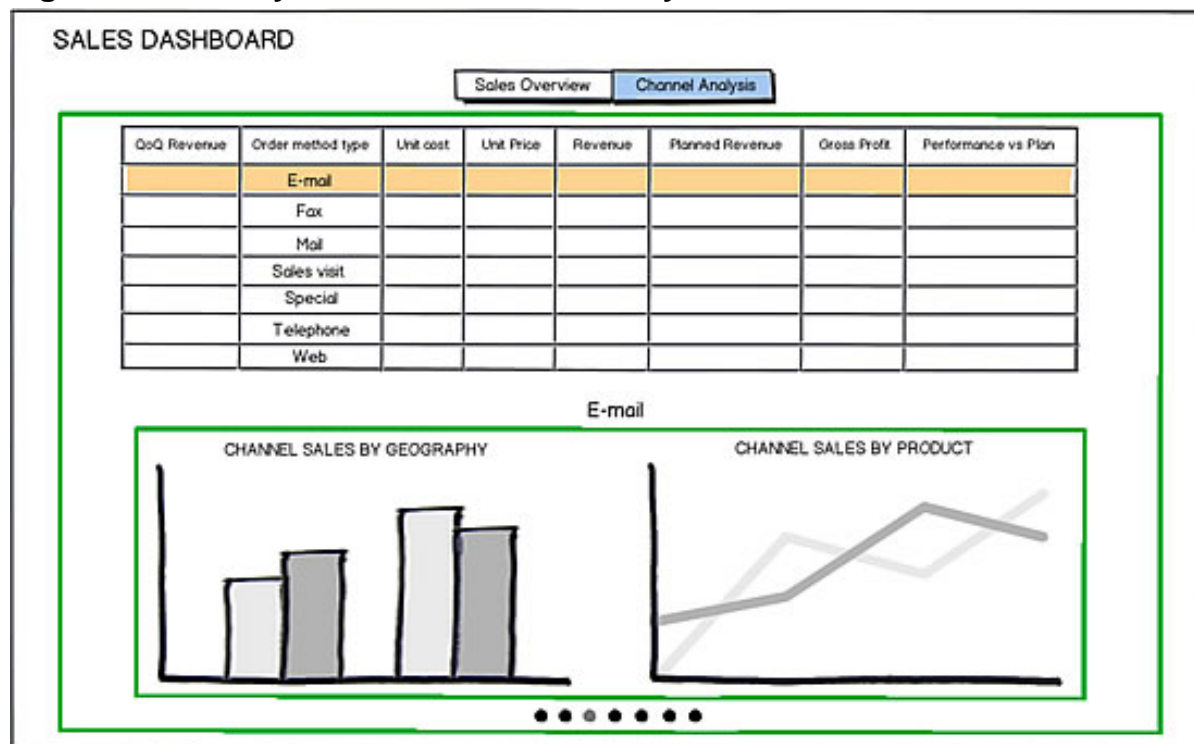 SALES DASHBOARD
Sales Overview Channel Analysis
QoQ Revenue Order method type Unit cost Unit Price Revenue Planned Revenue Gross Profit Performance vs Plan
E-mail
Fax
Mail
Sales visit
Special
Telephone
Web
E-mail
CHANNEL SALES BY GEOGRAPHY CHANNEL SALES BY PRODUCT